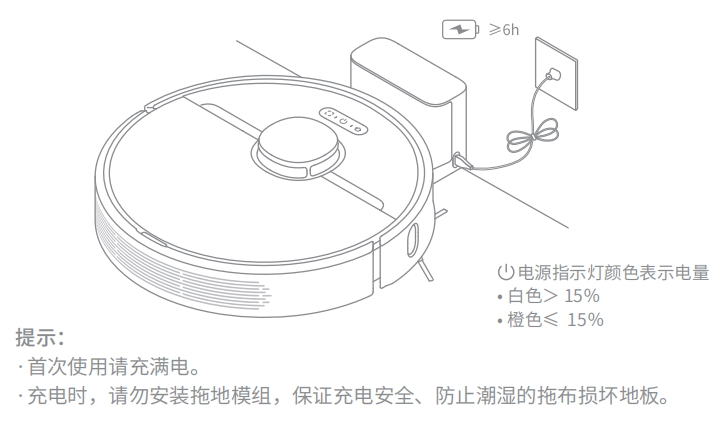 ≥6h
电源指示灯颜色表示电量
• 白色＞ 15%
• 橙色≤ 15%
提示：
· 首次使用请充满电。
· 充电时，请勿安装拖地模组，保证充电安全、防止潮湿的拖布损坏地板。